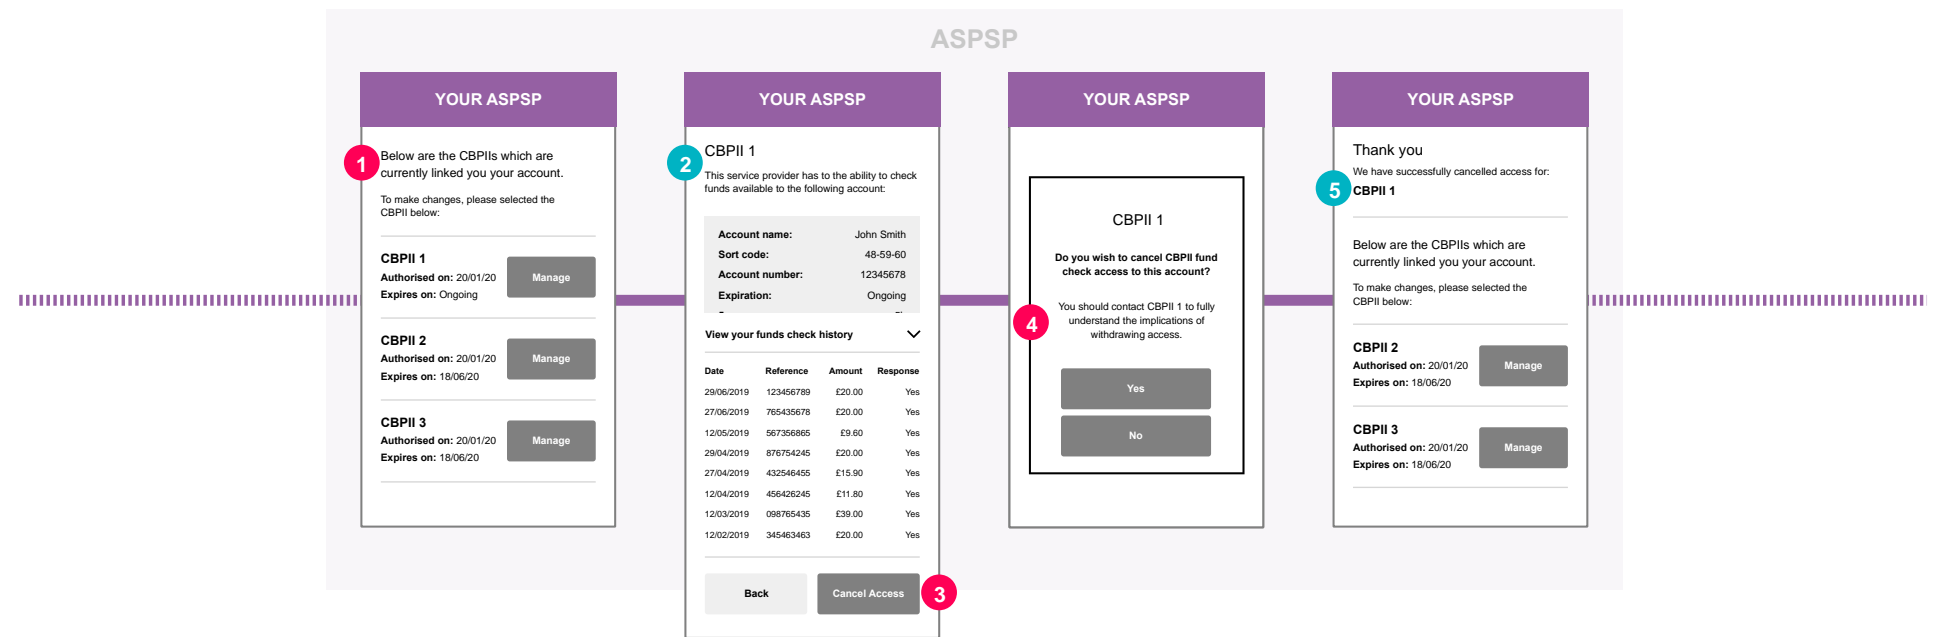 ASPSP
YOUR ASPSP
1
Below are the CBPIIs which are
currently linked you your account.
To make changes, please selected the
CBPII below:
CBPII 1
Authorised on: 20/01/20
Expires on: Ongoing
Manage
CBPII 2
Authorised on: 20/01/20
Expires on: 18/06/20
Manage
CBPII 3
Authorised on: 20/01/20
Expires on: 18/06/20
Manage
YOUR ASPSP
2
CBPII 1
This service provider has to the ability to check
funds available to the following account:
Account name: John Smith
Sort code: 48-59-60
Account number: 12345678
Expiration: Ongoing
View your funds check history
Date Reference Amount Response
29/06/2019 123456789 £20.00 Yes
27/06/2019 765435678 £20.00 Yes
12/05/2019 567356865 £9.60 Yes
29/04/2019 876754245 £20.00 Yes
27/04/2019 432546455 £15.90 Yes
12/04/2019 456426245 £11.80 Yes
12/03/2019 098765435 £39.00 Yes
12/02/2019 345463463 £20.00 Yes
Back
Cancel Access
3
YOUR ASPSP
CBPII 1
Do you wish to cancel CBPII fund
check access to this account?
4
You should contact CBPII 1 to fully
understand the implications of
withdrawing access.
Yes
No
YOUR ASPSP
Thank you
We have successfully cancelled access for:
5
CBPII 1
Below are the CBPIIs which are
currently linked you your account.
To make changes, please selected the
CBPII below:
CBPII 2
Authorised on: 20/01/20
Expires on: 18/06/20
Manage
CBPII 3
Authorised on: 20/01/20
Expires on: 18/06/20
Manage